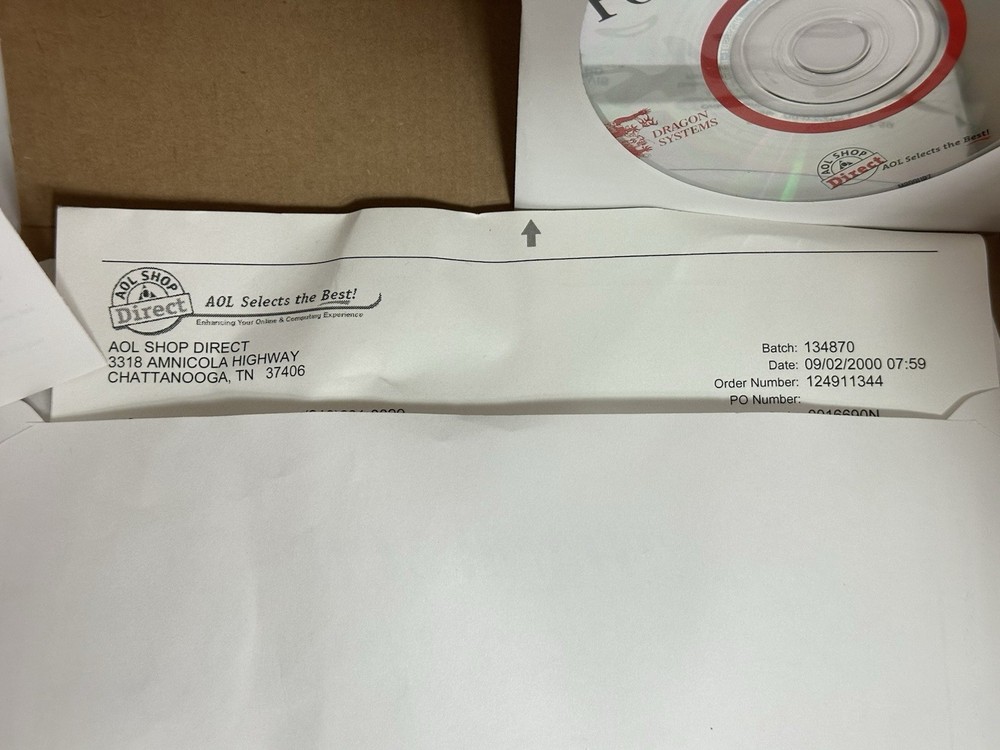 DRAGON
SYSTEMS
AOL SHOP
Direct
AOL Selects the Best!
AOL SHOP
Direct
AOL Selects the Best!
Enhancing Your Online & Computing Experience
AOL SHOP DIRECT
3318 AMNICOLA HIGHWAY
CHATTANOOGA, TN 37406
Batch: 134870
Date: 09/02/2000 07:59
Order Number: 124911344
PO Number:
0016690N